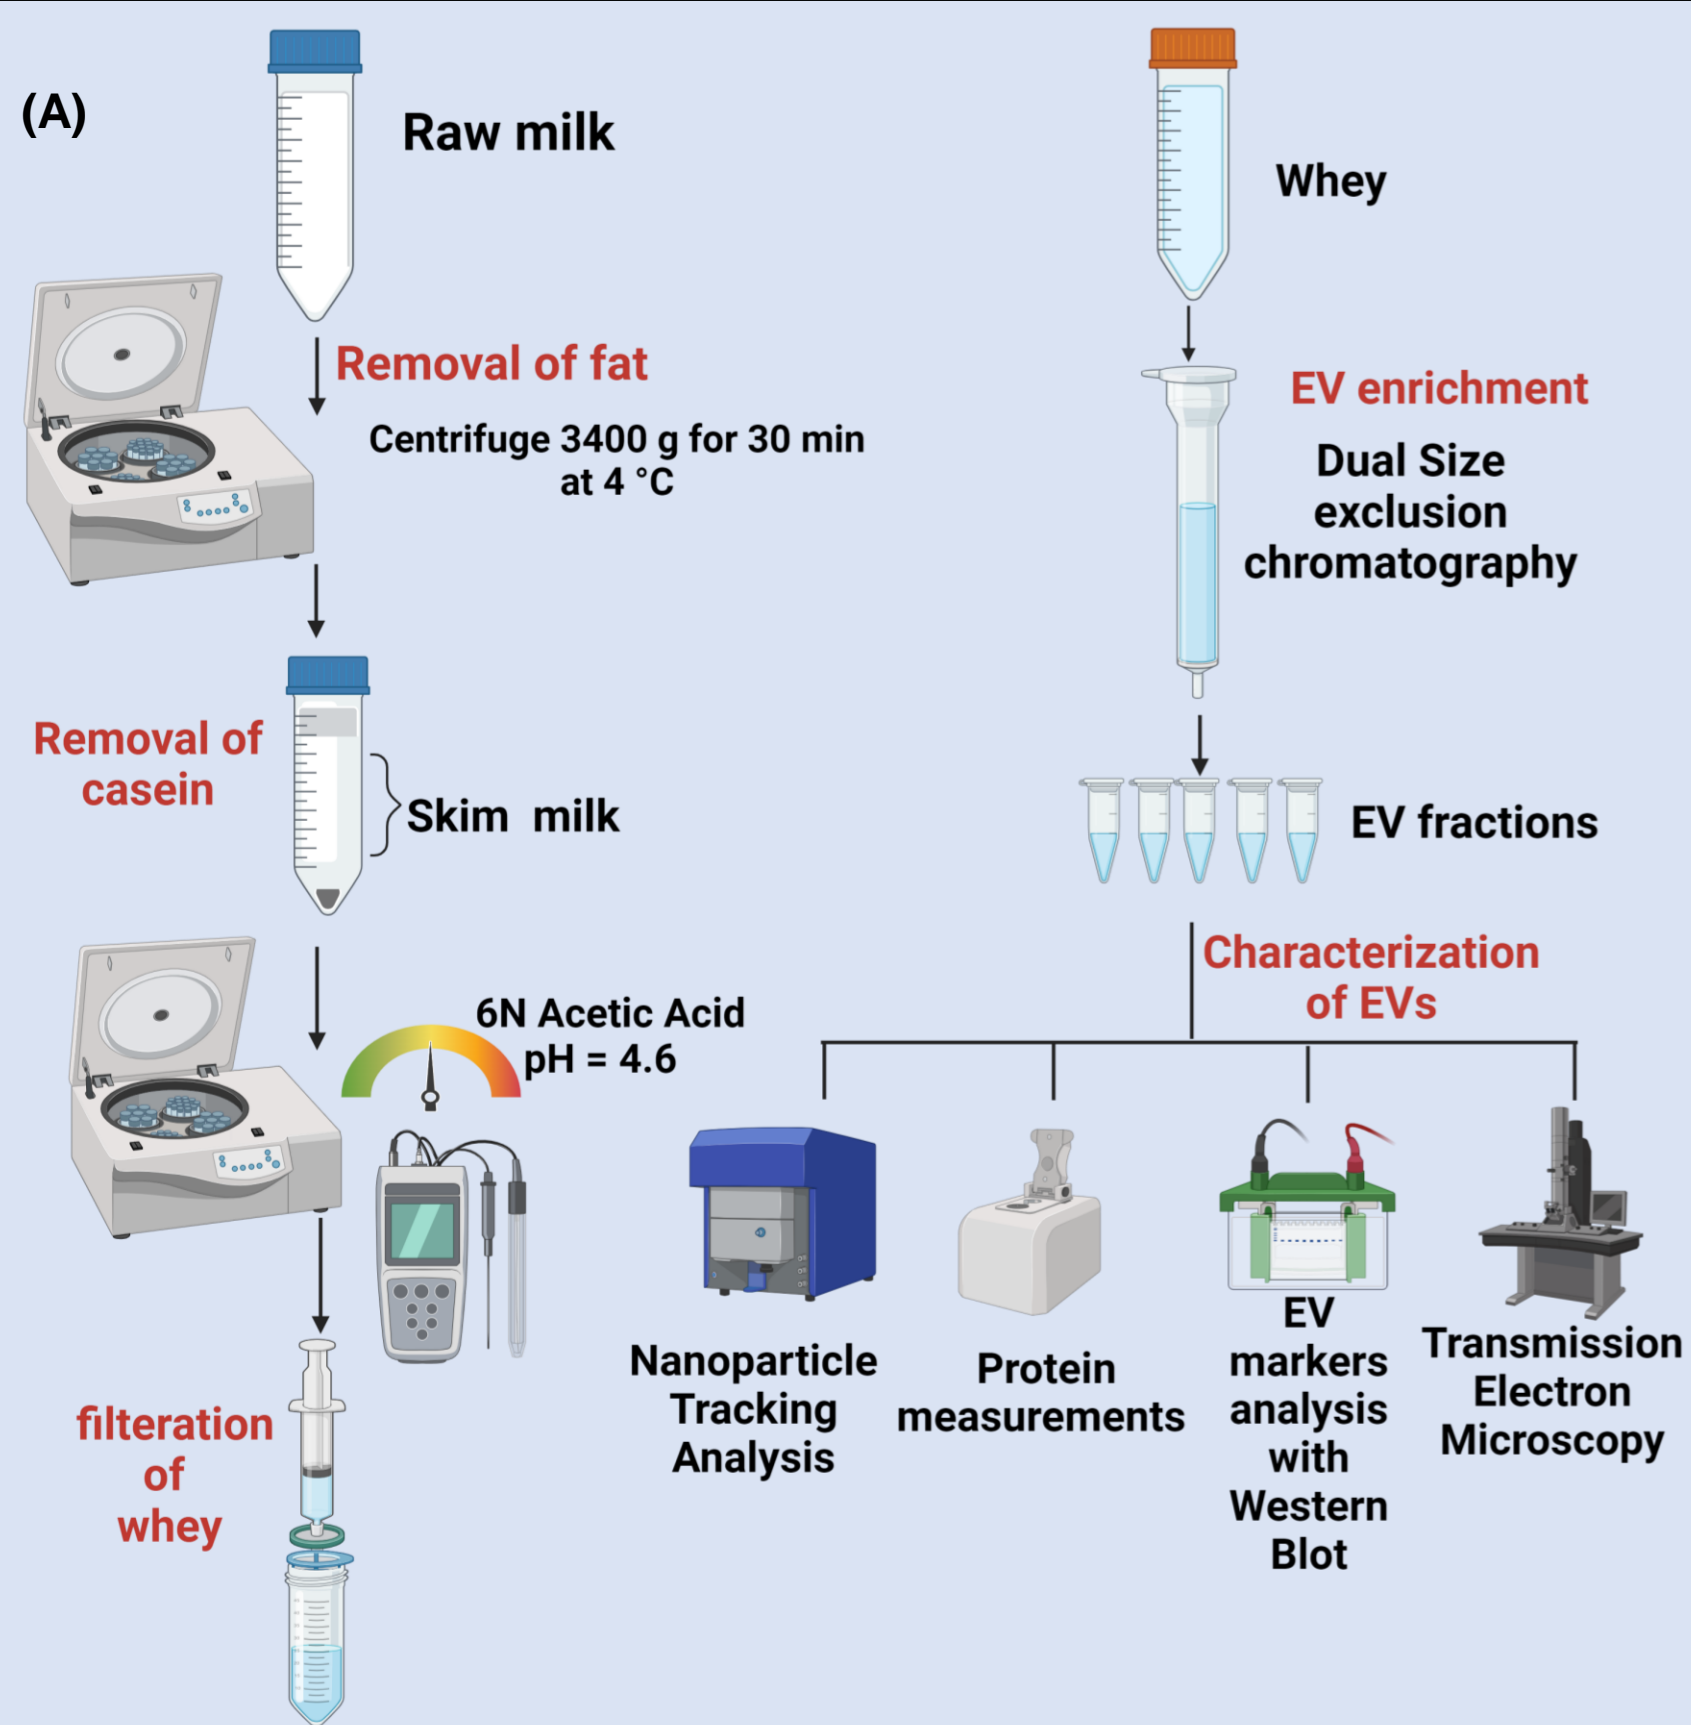 (A)
Raw milk
Removal of fat
Centrifuge 3400 g for 30 min
at 4 °C
Removal of
casein
Skim milk
6N Acetic Acid
pH = 4.6
filteration
of
whey
Whey
EV enrichment
Dual Size
exclusion
chromatography
EV fractions
Characterization
of EVs
Nanoparticle
Tracking
Analysis
Protein
measurements
EV
markers
analysis
with
Western
Blot
Transmission
Electron
Microscopy